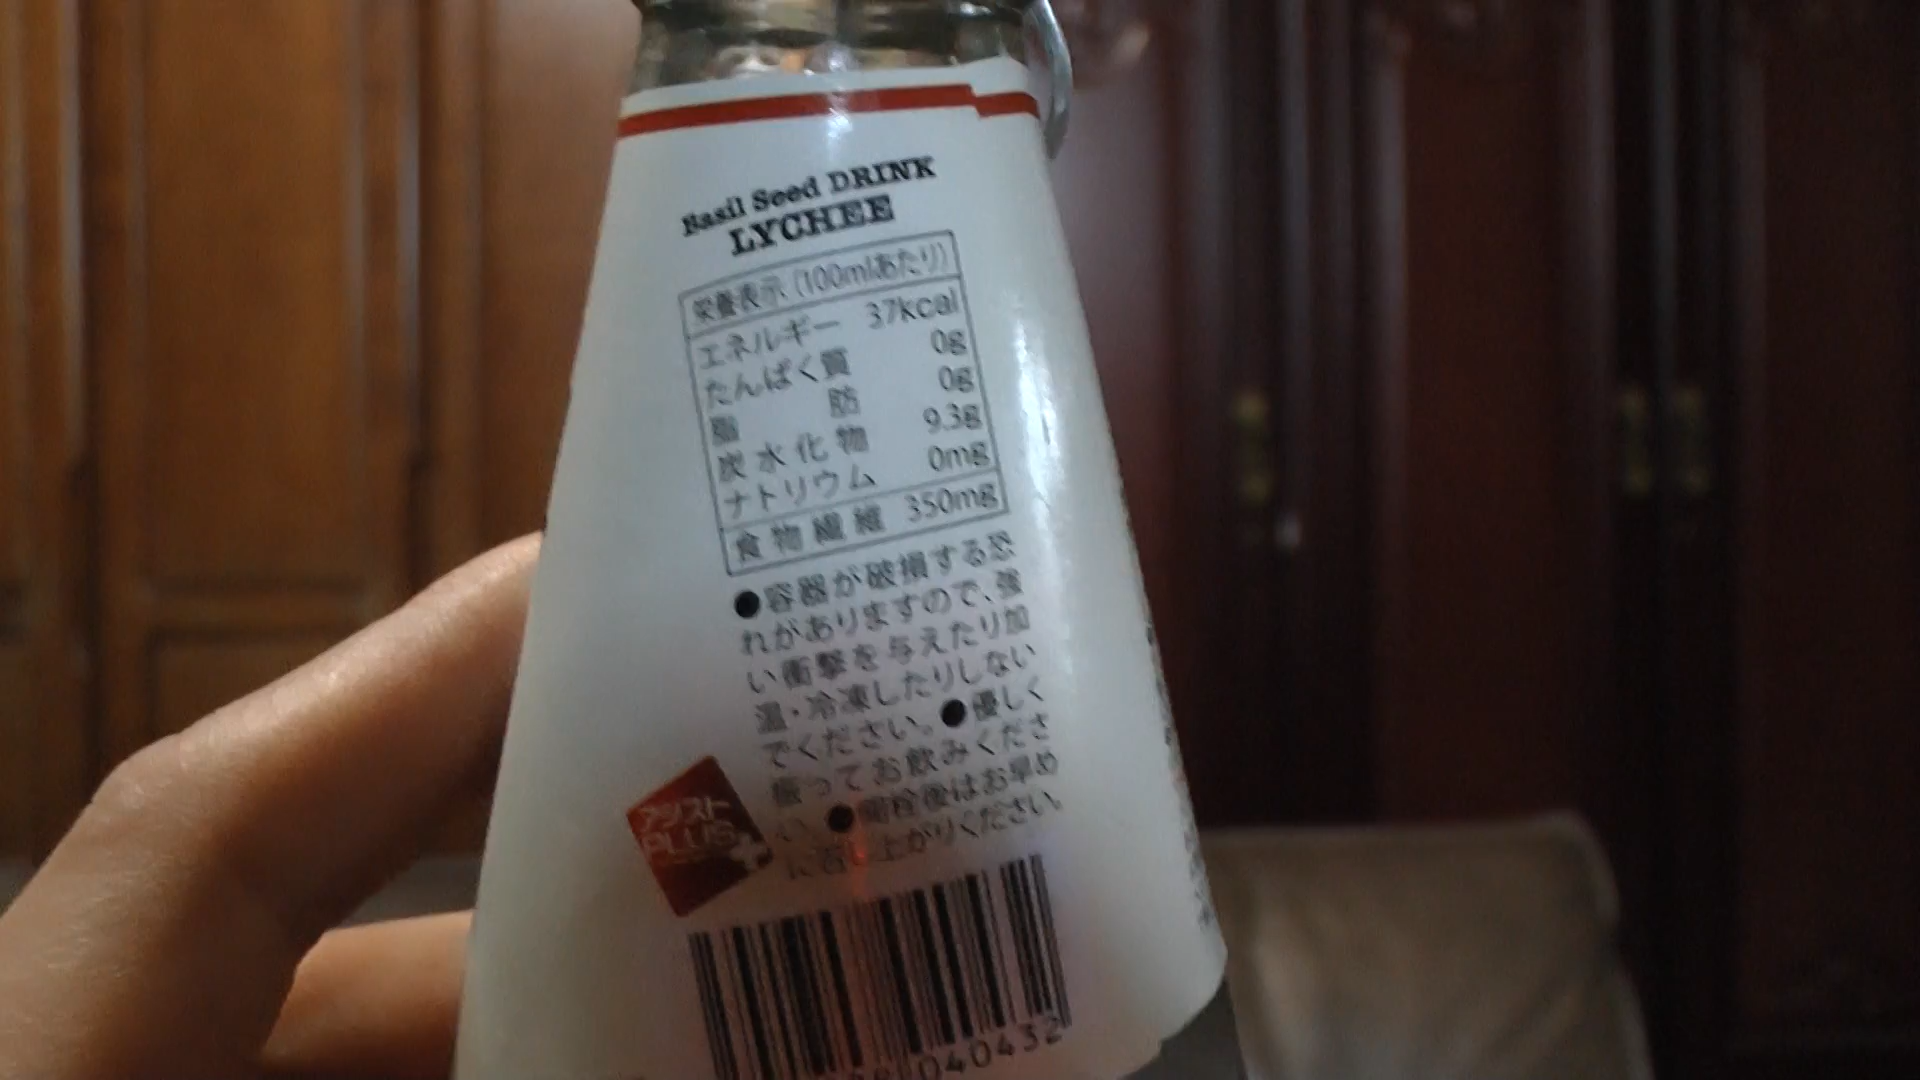 Basil Seed DRINK
LYCHEE
栄養表示 (100mlあたり)
エネルギー 37kcal
たんぱく質 0g
脂肪 0g
炭水化物 9.3g
ナトリウム 0mg
食物繊維 350mg
●容器が破損する恐
れがありますので、強
い衝撃を与えたり加
温・冷凍したりしない
でください。●優しく
振ってお飲みくださ
い。●開栓後はお早め
に召し上がりください。
PLUS
040432